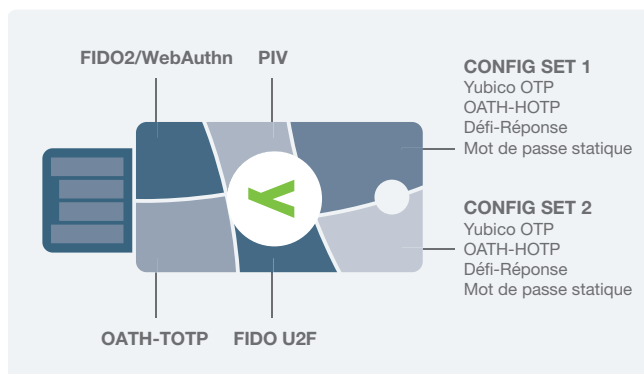 FIDO2/WebAuthn PIV
CONFIG SET 1
Yubico OTP
OATH-HOTP
Défi-Réponse
Mot de passe statique
CONFIG SET 2
Yubico OTP
OATH-HOTP
Défi-Réponse
Mot de passe statique
OATH-TOTP FIDO U2F